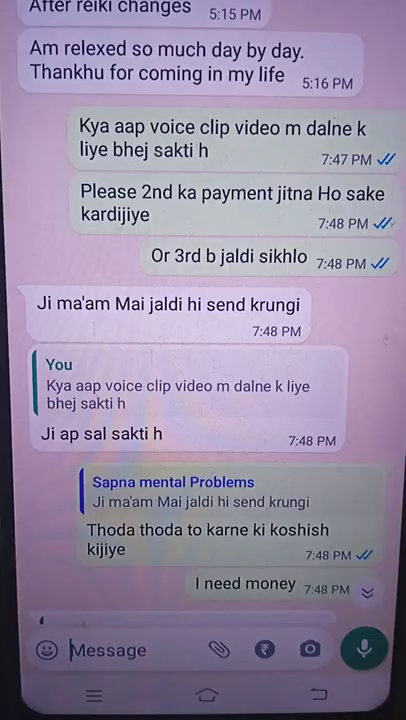 After reiki changes 5:15 PM
Am relexed so much day by day.
Thankhu for coming in my life 5:16 PM
Kya aap voice clip video m dalne k
liye bhej sakti h 7:47 PM
Please 2nd ka payment jitna Ho sake
kardijiye 7:48 PM
Or 3rd b jaldi sikhlo 7:48 PM
Ji ma'am Mai jaldi hi send krungi
7:48 PM
You
Kya aap voice clip video m dalne k liye
bhej sakti h
Ji ap sal sakti h 7:48 PM
Sapna mental Problems
Ji ma'am Mai jaldi hi send krungi
Thoda thoda to karne ki koshish
kijiye 7:48 PM
I need money 7:48 PM
Message